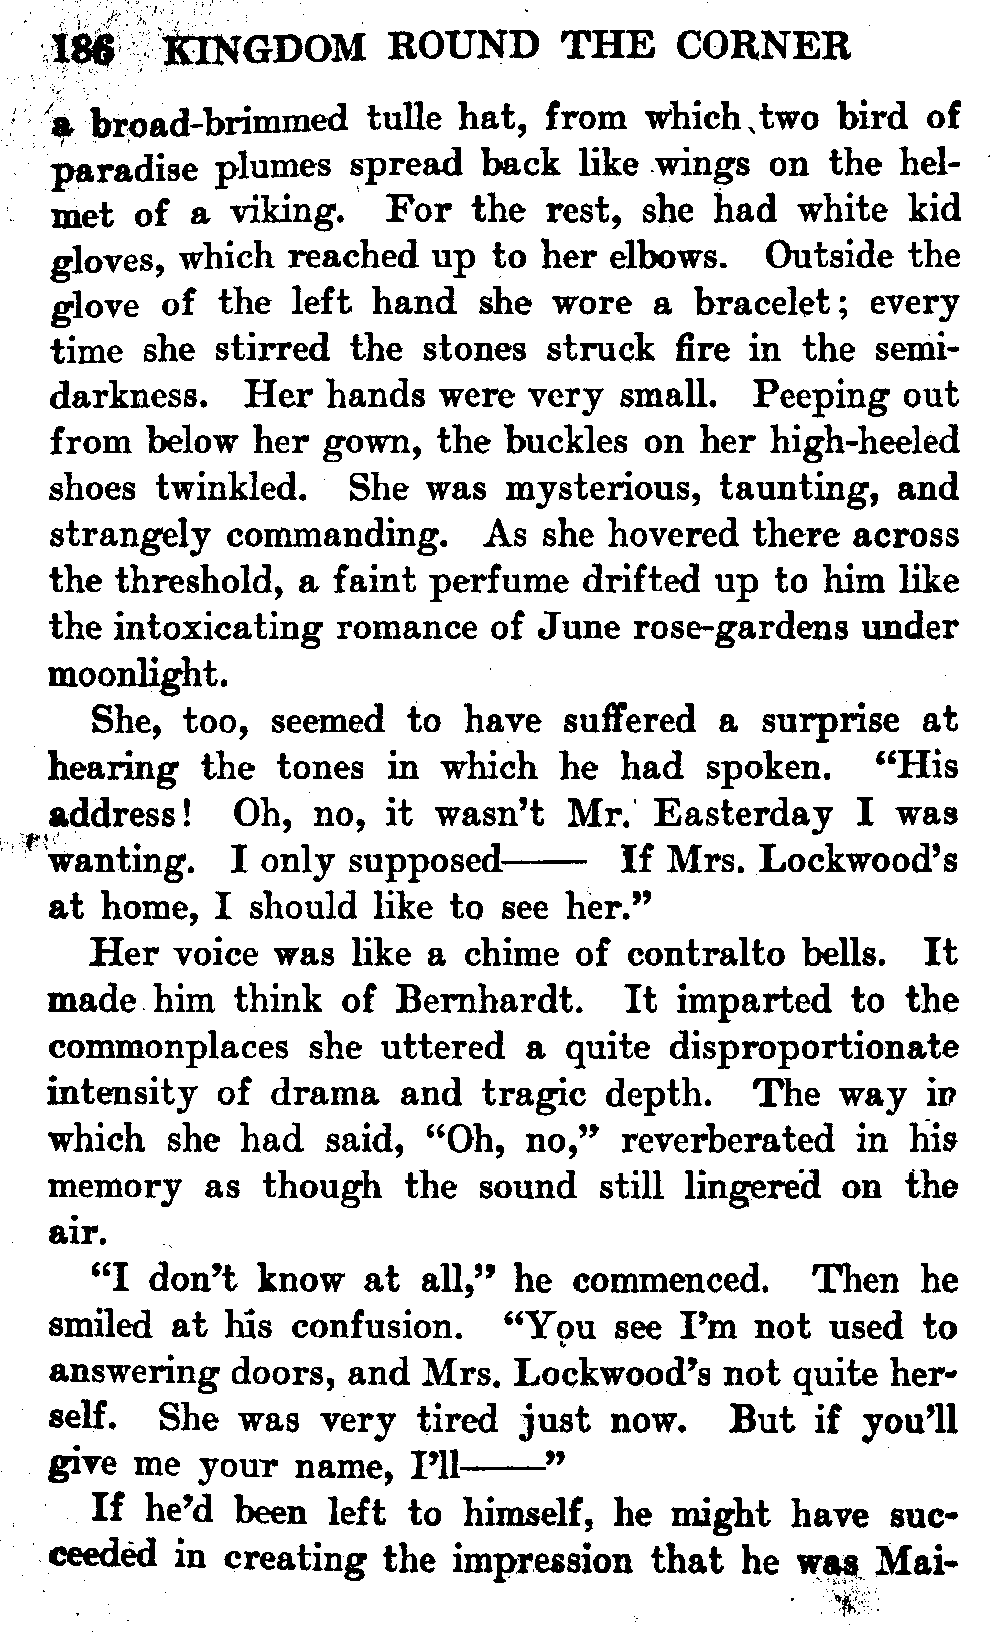 186 KINGDOM ROUND THE CORNER
a broad-brimmed tulle hat, from which two bird of
paradise plumes spread back like wings on the hel-
met of a viking. For the rest, she had white kid
gloves, which reached up to her elbows. Outside the
glove of the left hand she wore a bracelet; every
time she stirred the stones struck fire in the semi-
darkness. Her hands were very small. Peeping out
from below her gown, the buckles on her high-heeled
shoes twinkled. She was mysterious, taunting, and
strangely commanding. As she hovered there across
the threshold, a faint perfume drifted up to him like
the intoxicating romance of June rose-gardens under
moonlight.
She, too, seemed to have suffered a surprise at
hearing the tones in which he had spoken. “His
address! Oh, no, it wasn’t Mr. Easterday I was
wanting. I only supposed—— If Mrs. Lockwood’s
at home, I should like to see her.”
Her voice was like a chime of contralto bells. It
made him think of Bernhardt. It imparted to the
commonplaces she uttered a quite disproportionate
intensity of drama and tragic depth. The way in
which she had said, “Oh, no,” reverberated in his
memory as though the sound still lingered on the
air.
“I don’t know at all,” he commenced. Then he
smiled at his confusion. “You see I’m not used to
answering doors, and Mrs. Lockwood’s not quite her-
self. She was very tired just now. But if you’ll
give me your name, I’ll——”
If he’d been left to himself, he might have suc-
ceeded in creating the impression that he was Mai-